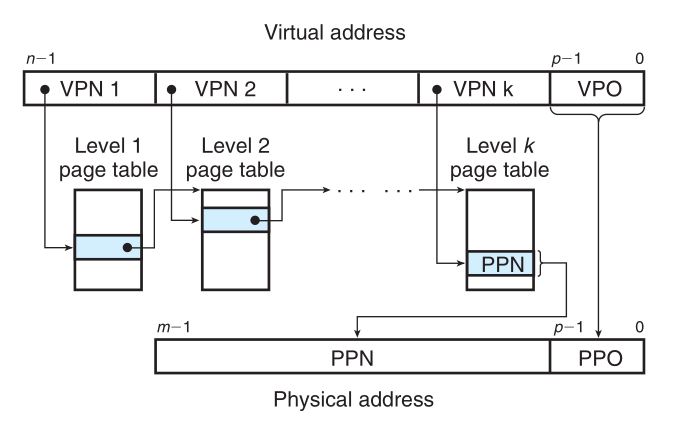 Virtual address
n−1 p−1 0
VPN 1 VPN 2 · · · VPN k VPO
Level 1 Level 2 Level k
page table page table page table
· · · · · ·
PPN
m−1 p−1 0
PPN PPO
Physical address